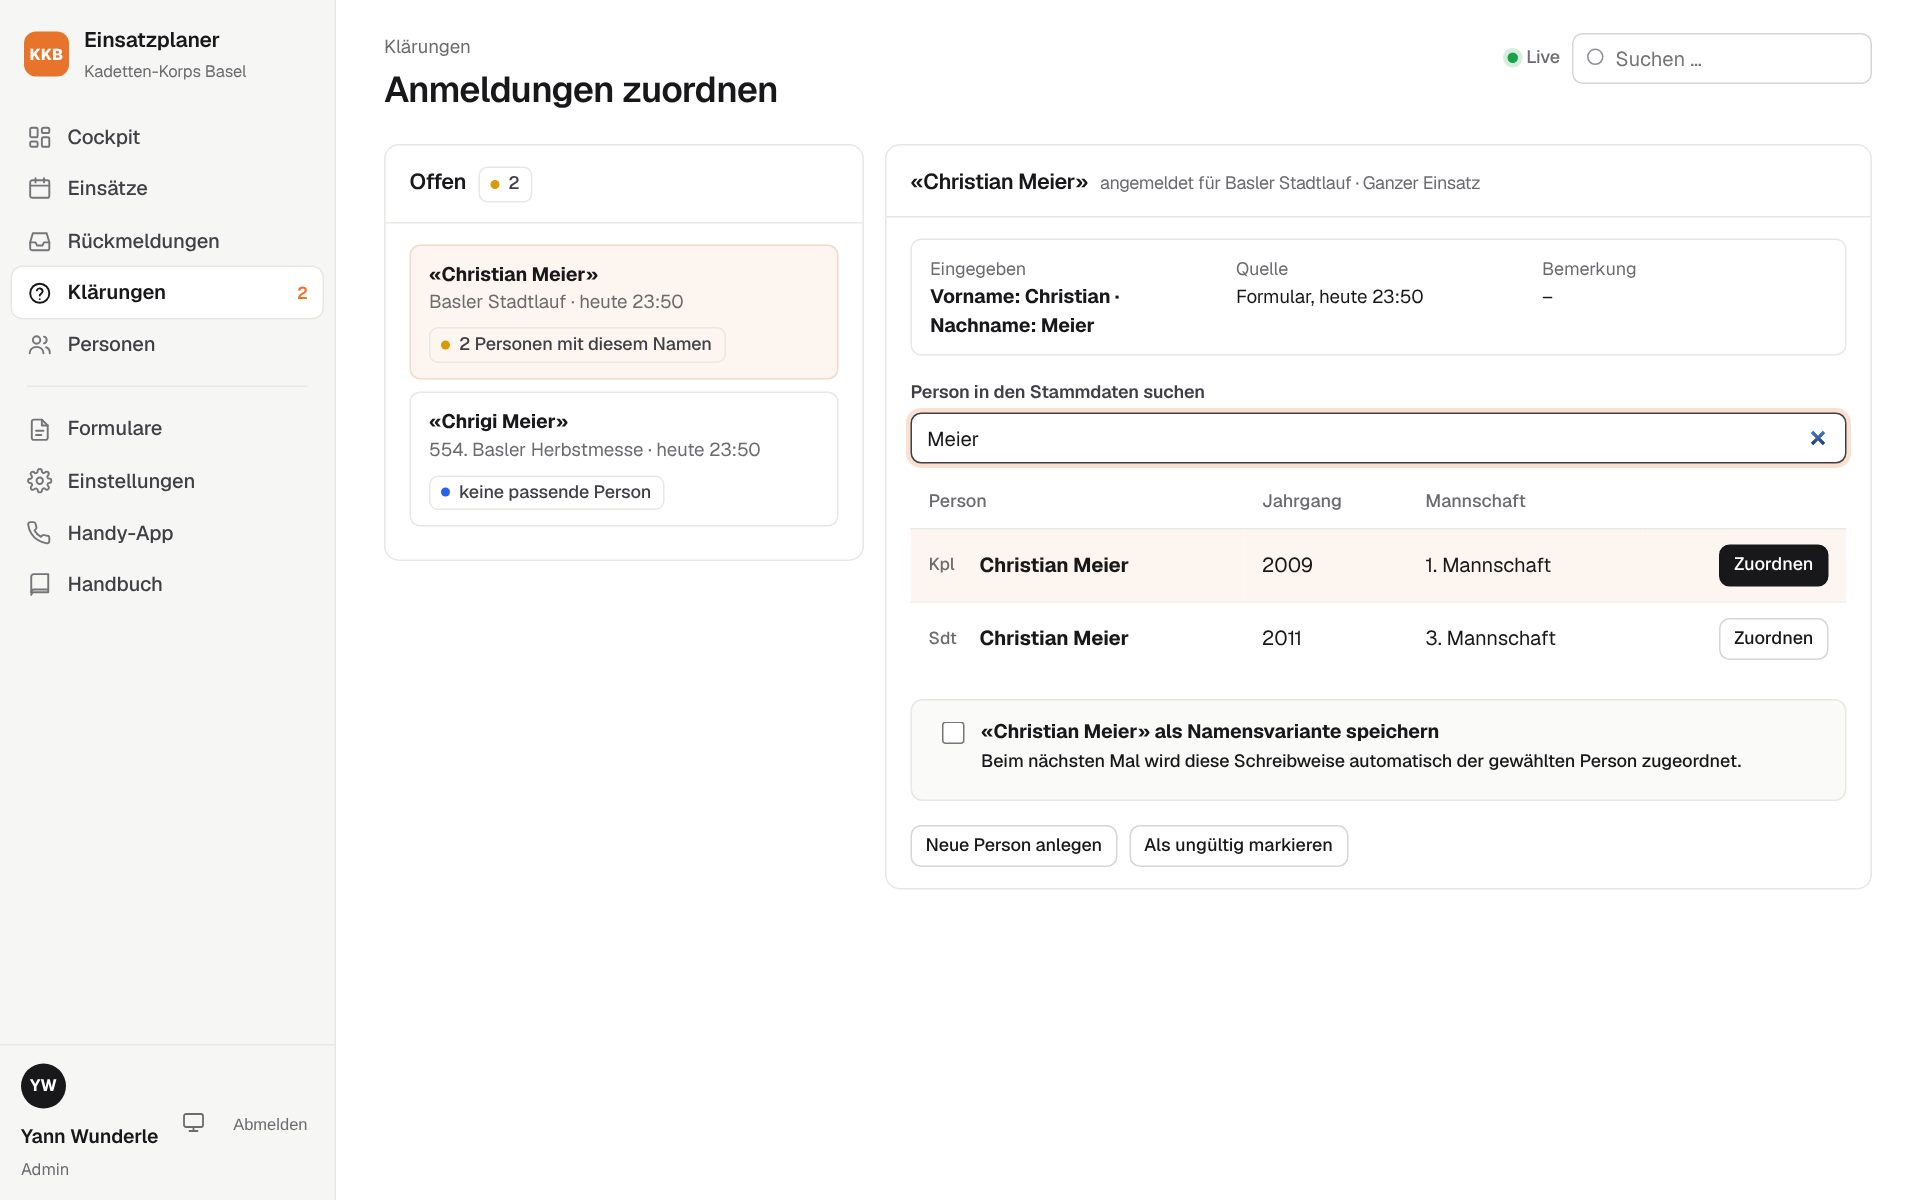 KKB
Einsatzplaner
Kadetten-Korps Basel
Cockpit
Einsätze
Rückmeldungen
Klärungen 2
Personen
Formulare
Einstellungen
Handy-App
Handbuch
YW
Yann Wunderle
Admin
Abmelden
Klärungen
Anmeldungen zuordnen
Live
Suchen …
Offen 2
«Christian Meier»
Basler Stadtlauf · heute 23:50
2 Personen mit diesem Namen
«Chrigi Meier»
554. Basler Herbstmesse · heute 23:50
keine passende Person
«Christian Meier» angemeldet für Basler Stadtlauf · Ganzer Einsatz
Eingegeben
Vorname: Christian ·
Nachname: Meier
Quelle
Formular, heute 23:50
Bemerkung
–
Person in den Stammdaten suchen
Meier
Person Jahrgang Mannschaft
Kpl Christian Meier 2009 1. Mannschaft Zuordnen
Sdt Christian Meier 2011 3. Mannschaft Zuordnen
«Christian Meier» als Namensvariante speichern
Beim nächsten Mal wird diese Schreibweise automatisch der gewählten Person zugeordnet.
Neue Person anlegen Als ungültig markieren